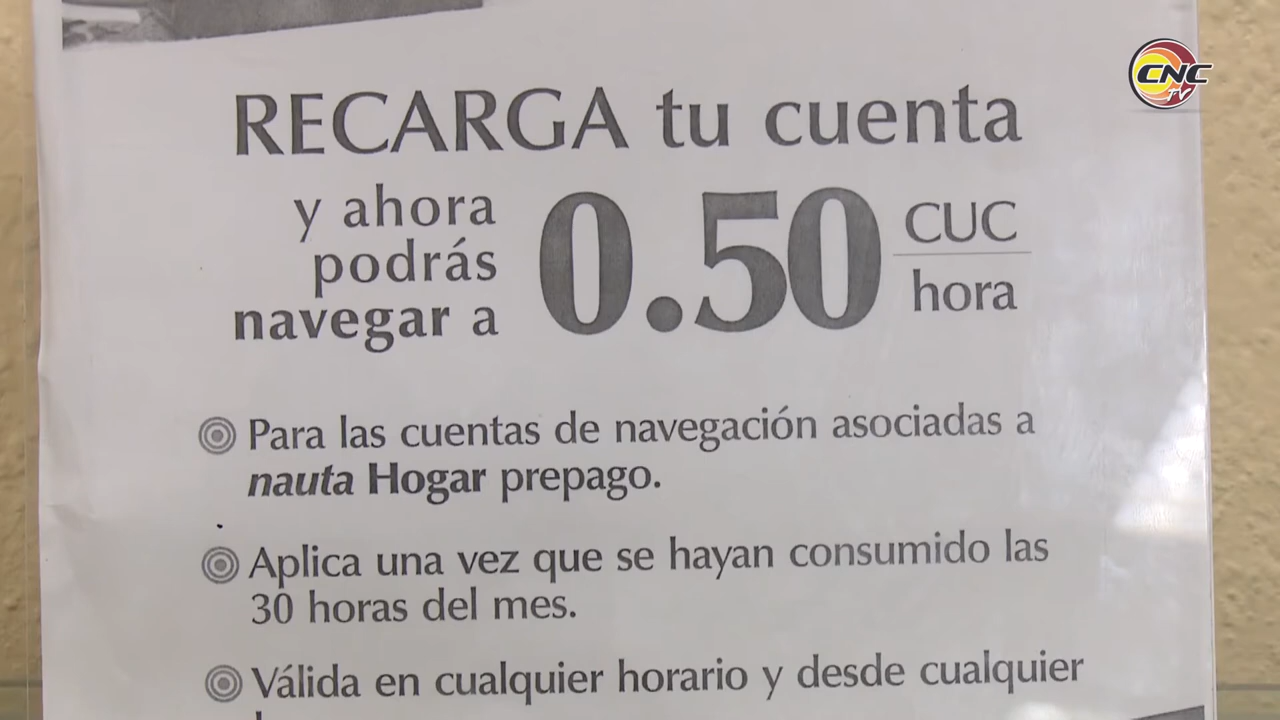 CNC
TV
RECARGA tu cuenta
y ahora
podrás
navegar a
0.50
CUC
hora
Para las cuentas de navegación asociadas a
nauta Hogar prepago.
Aplica una vez que se hayan consumido las
30 horas del mes.
Válida en cualquier horario y desde cualquier